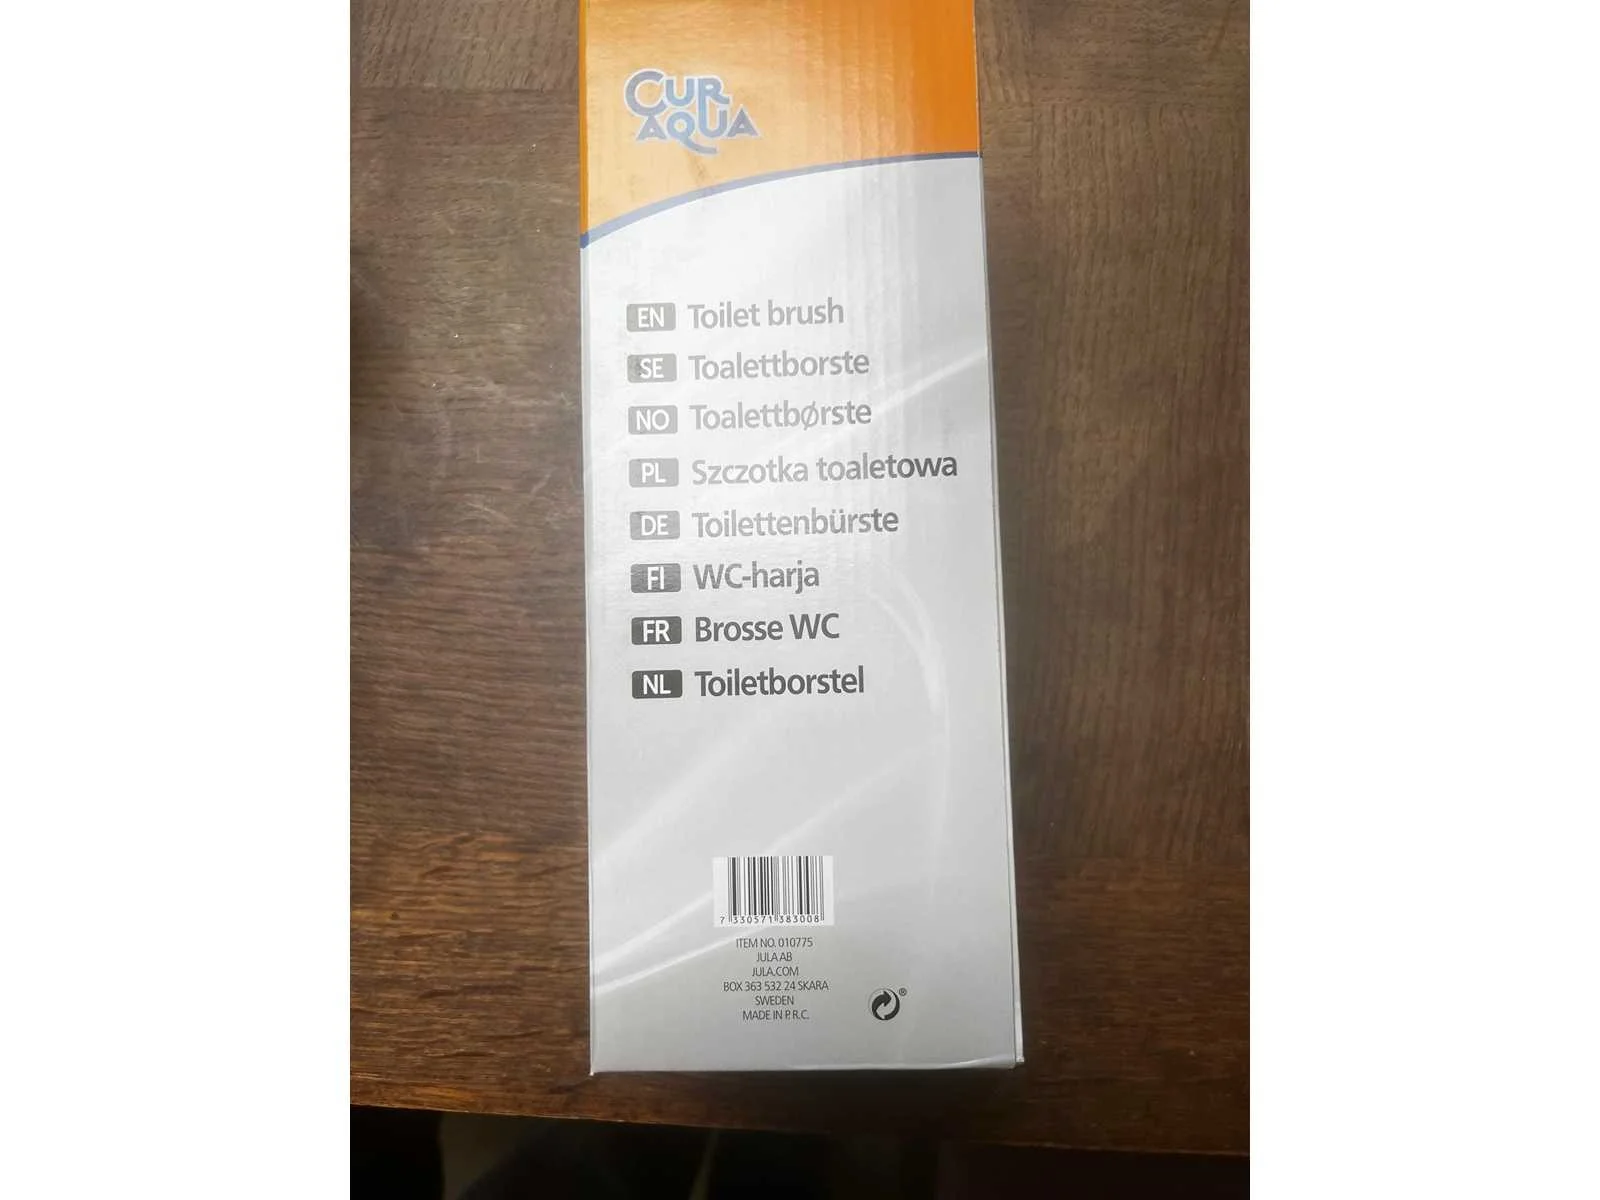 CUR
AQUA
EN Toilet brush
SE Toalettborste
NO Toalettbørste
PL Szczotka toaletowa
DE Toilettenbürste
FI WC-harja
FR Brosse WC
NL Toiletborstel
7 330571 383008
ITEM NO. 010775
JULA AB
JULA.COM
BOX 363 532 24 SKARA
SWEDEN
MADE IN P.R.C.
®